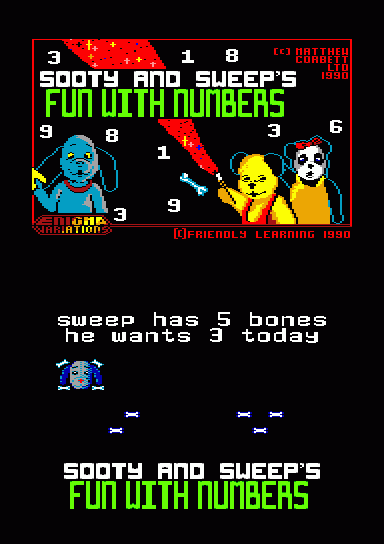 3
1
8
(c) MATTHEW
CORBETT
LTD
1990
SOOTY AND SWEEP'S
FUN WITH NUMBERS
9
8
1
3
6
3
9
ENIGMA
VARIATIONS
(C)FRIENDLY LEARNING 1990
sweep has 5 bones
he wants 3 today
SOOTY AND SWEEP'S
FUN WITH NUMBERS